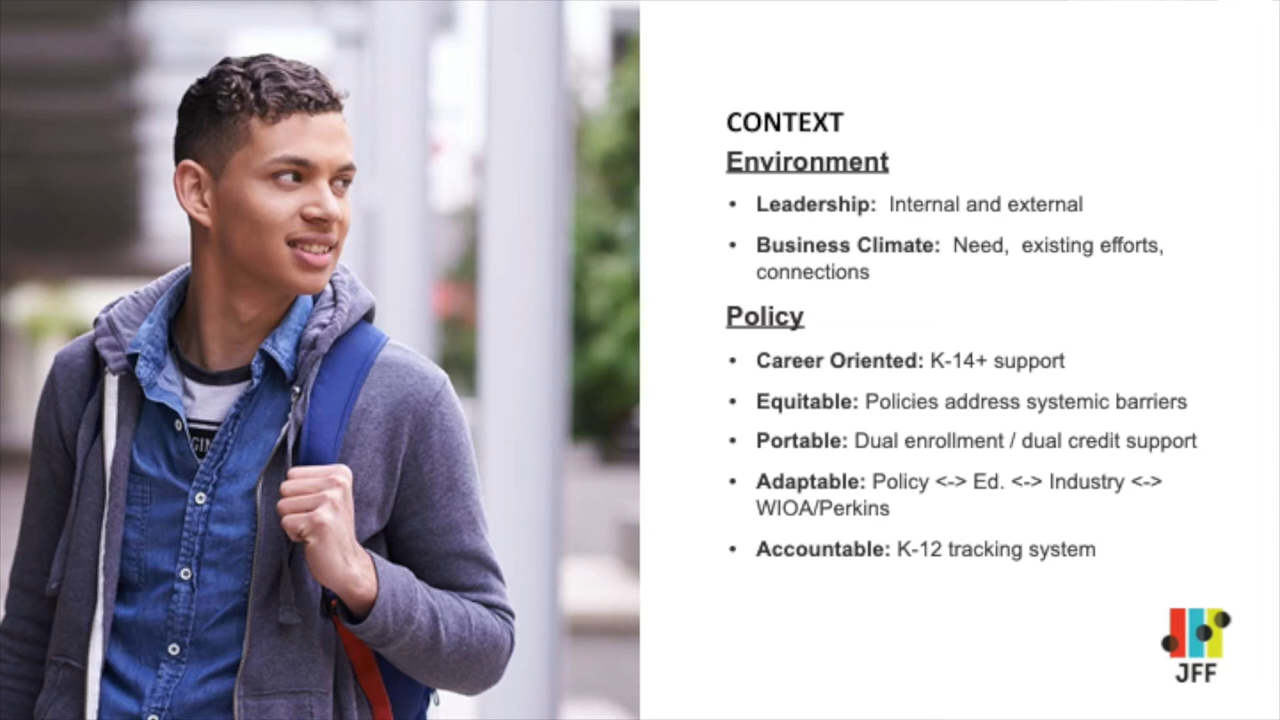 CONTEXT
Environment
• Leadership: Internal and external
• Business Climate: Need, existing efforts,
connections
Policy
• Career Oriented: K-14+ support
• Equitable: Policies address systemic barriers
• Portable: Dual enrollment / dual credit support
• Adaptable: Policy <-> Ed. <-> Industry <->
WIOA/Perkins
• Accountable: K-12 tracking system
JFF